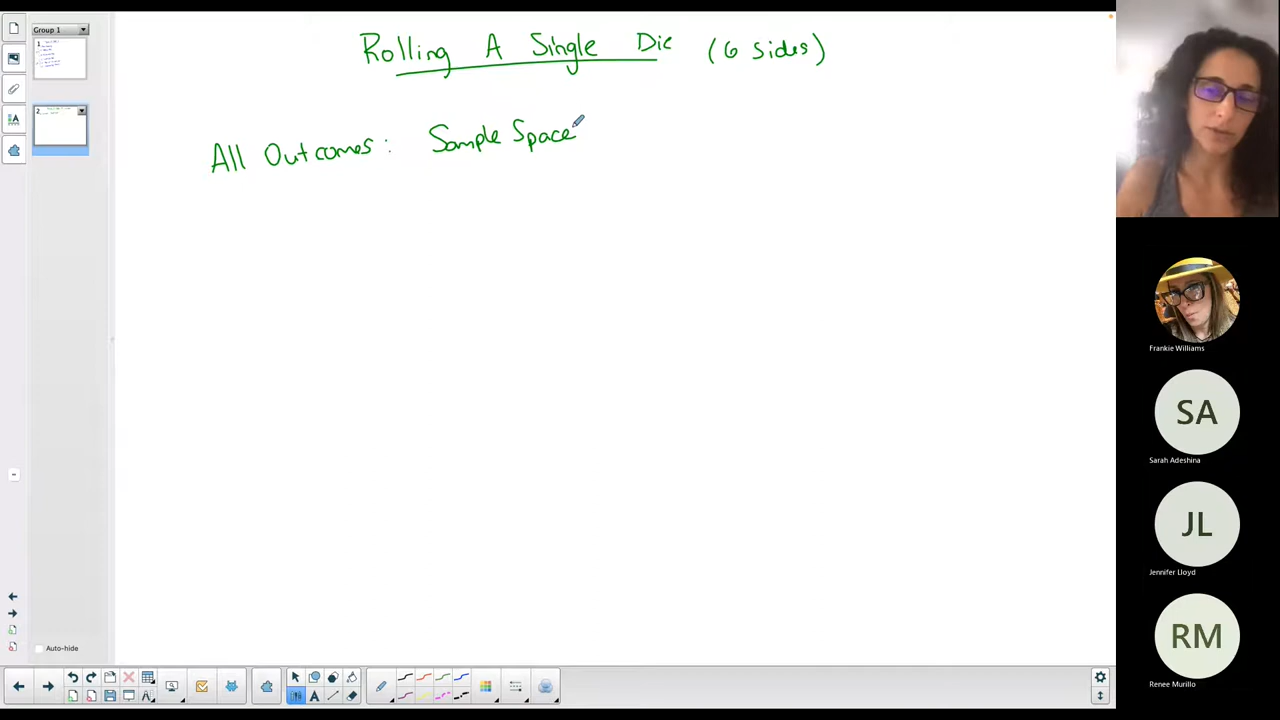 Group 1
Rolling A Single Die (6 sides)
All Outcomes: Sample Space
Frankie Williams
SA
Sarah Adeshina
JL
Jennifer Lloyd
RM
Renee Murillo
Auto-hide